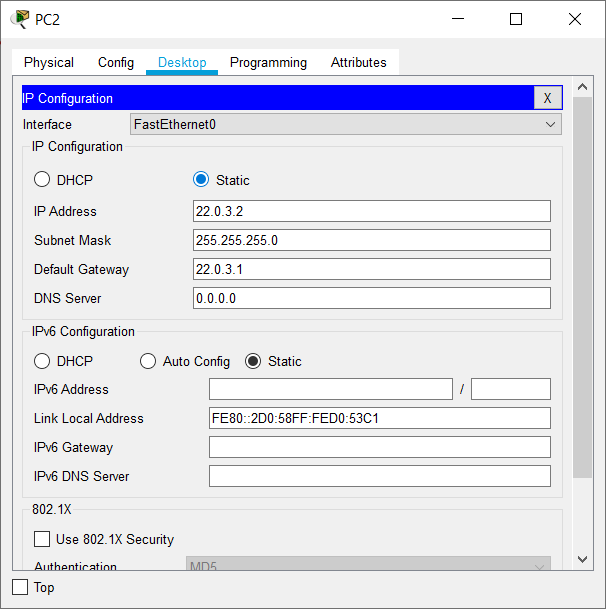 PC2
Physical Config Desktop Programming Attributes
IP Configuration X
Interface FastEthernet0
IP Configuration
DHCP Static
IP Address 22.0.3.2
Subnet Mask 255.255.255.0
Default Gateway 22.0.3.1
DNS Server 0.0.0.0
IPv6 Configuration
DHCP Auto Config Static
IPv6 Address /
Link Local Address FE80::2D0:58FF:FED0:53C1
IPv6 Gateway
IPv6 DNS Server
802.1X
Use 802.1X Security
Authentication MD5
Top